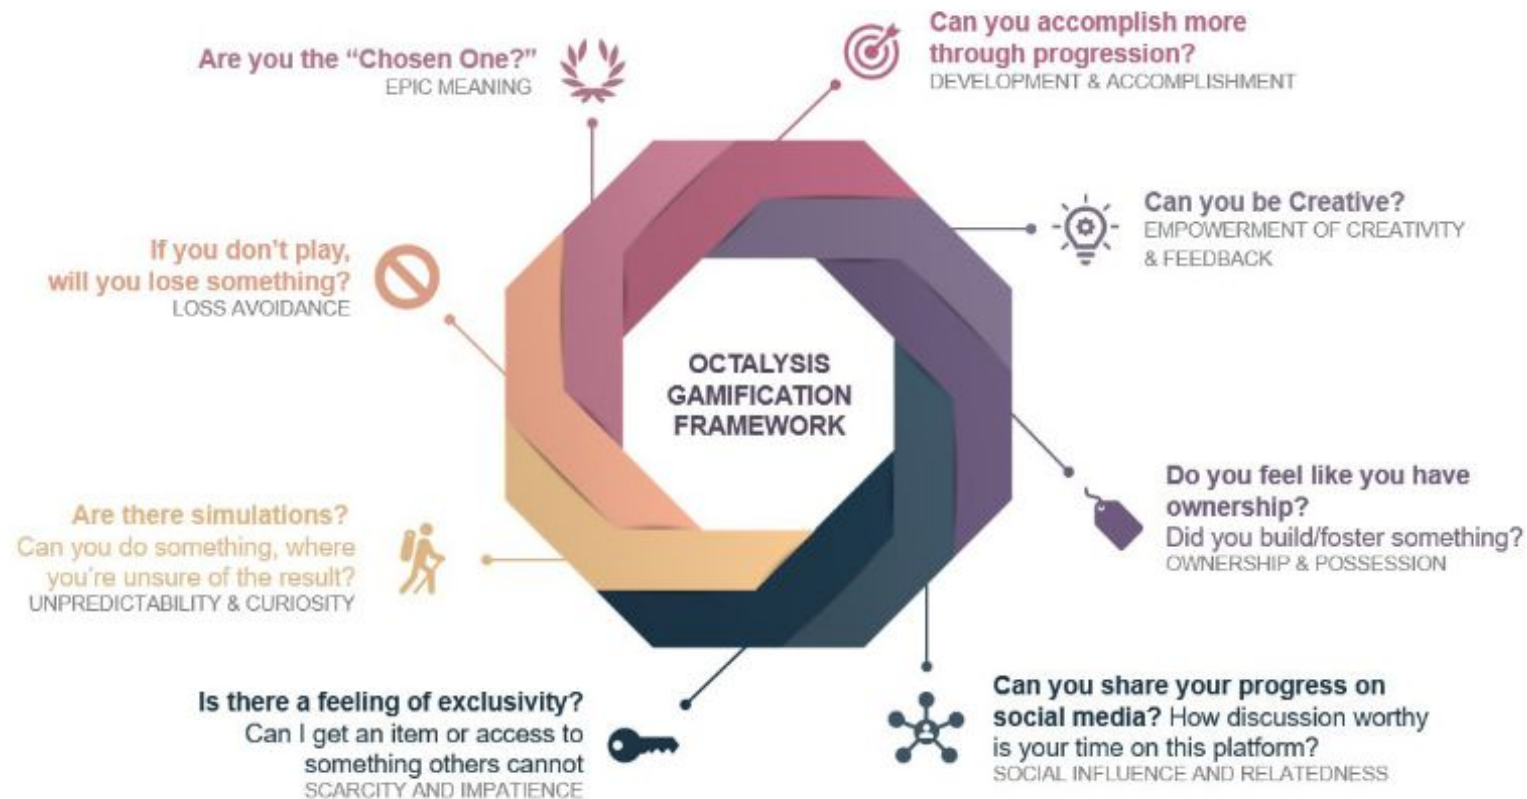 Are you the “Chosen One?”
EPIC MEANING
Can you accomplish more
through progression?
DEVELOPMENT & ACCOMPLISHMENT
Can you be Creative?
EMPOWERMENT OF CREATIVITY
& FEEDBACK
If you don't play,
will you lose something?
LOSS AVOIDANCE
OCTALYSIS
GAMIFICATION
FRAMEWORK
Do you feel like you have
ownership?
Did you build/foster something?
OWNERSHIP & POSSESSION
Are there simulations?
Can you do something, where
you're unsure of the result?
UNPREDICTABILITY & CURIOSITY
Is there a feeling of exclusivity?
Can I get an item or access to
something others cannot
SCARCITY AND IMPATIENCE
Can you share your progress on
social media? How discussion worthy
is your time on this platform?
SOCIAL INFLUENCE AND RELATEDNESS